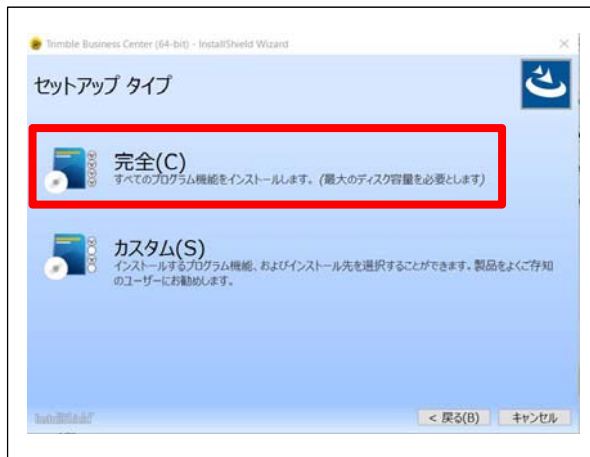 Trimble Business Center (64-bit) - InstallShield Wizard
セットアップ タイプ
完全(C)
すべてのプログラム機能をインストールします。(最大のディスク容量を必要とします)
カスタム(S)
インストールするプログラム機能、およびインストール先を選択することができます。製品をよくご存知
のユーザーにお勧めします。
InstallShield
< 戻る(B)
キャンセル